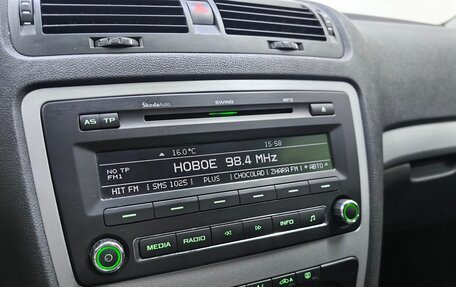 ŠkodaAuto SWING MP3
AS TP
16.0°C 15:58
NO TP
FM1
НОВОЕ 98.4 MHz
HIT FM | SMS 1025 | PLUS | CHOCOLAD | ZHARA FM | * АВТО *
MEDIA RADIO INFO